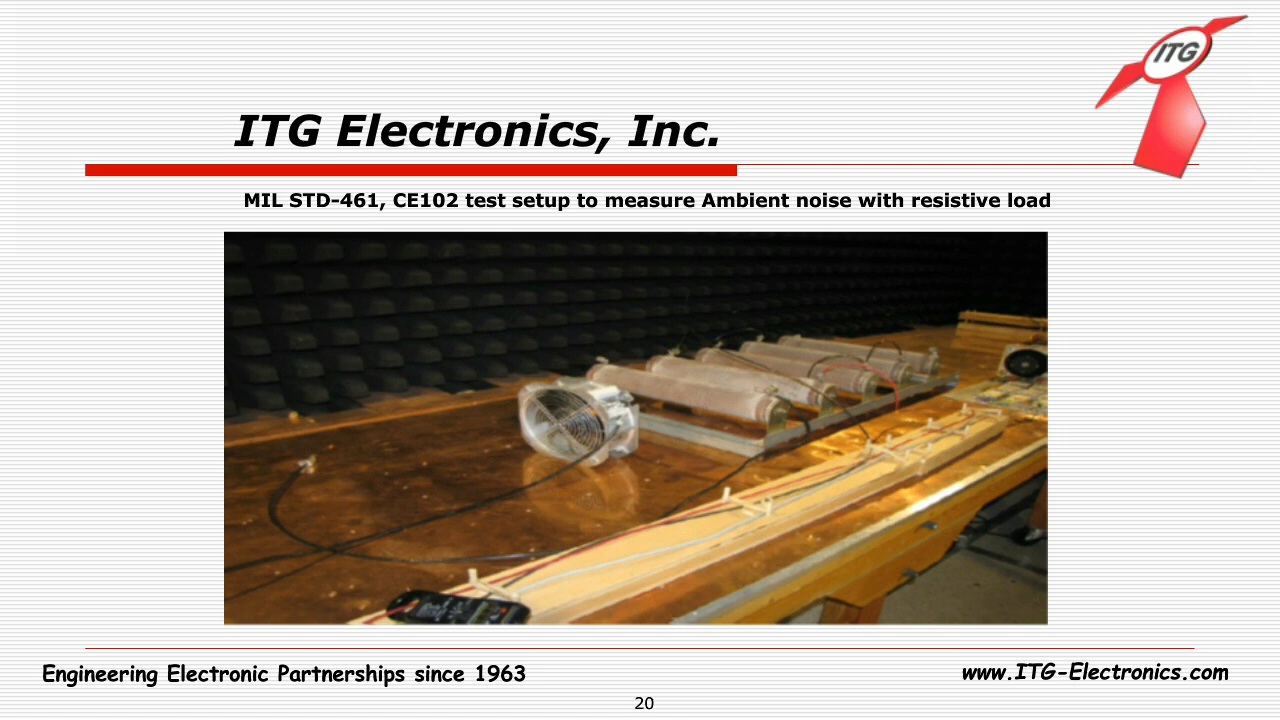 ITG
ITG Electronics, Inc.
MIL STD-461, CE102 test setup to measure Ambient noise with resistive load
Engineering Electronic Partnerships since 1963
www.ITG-Electronics.com
20